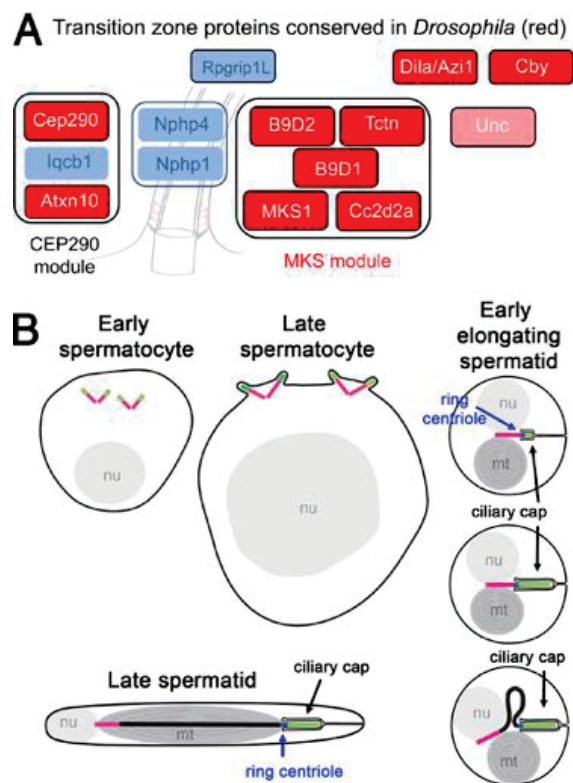 A Transition zone proteins conserved in Drosophila (red)
Rpgrip1L
Dila/Azi1
Cby
Cep290
Iqcb1
Atxn10
CEP290
module
Nphp4
Nphp1
B9D2
Tctn
B9D1
MKS1
Cc2d2a
MKS module
Unc
B
Early
spermatocyte
nu
Late
spermatocyte
nu
Early
elongating
spermatid
ring
centriole
nu
mt
ciliary cap
nu
mt
ciliary cap
nu
mt
Late spermatid
ciliary cap
nu
mt
ring centriole